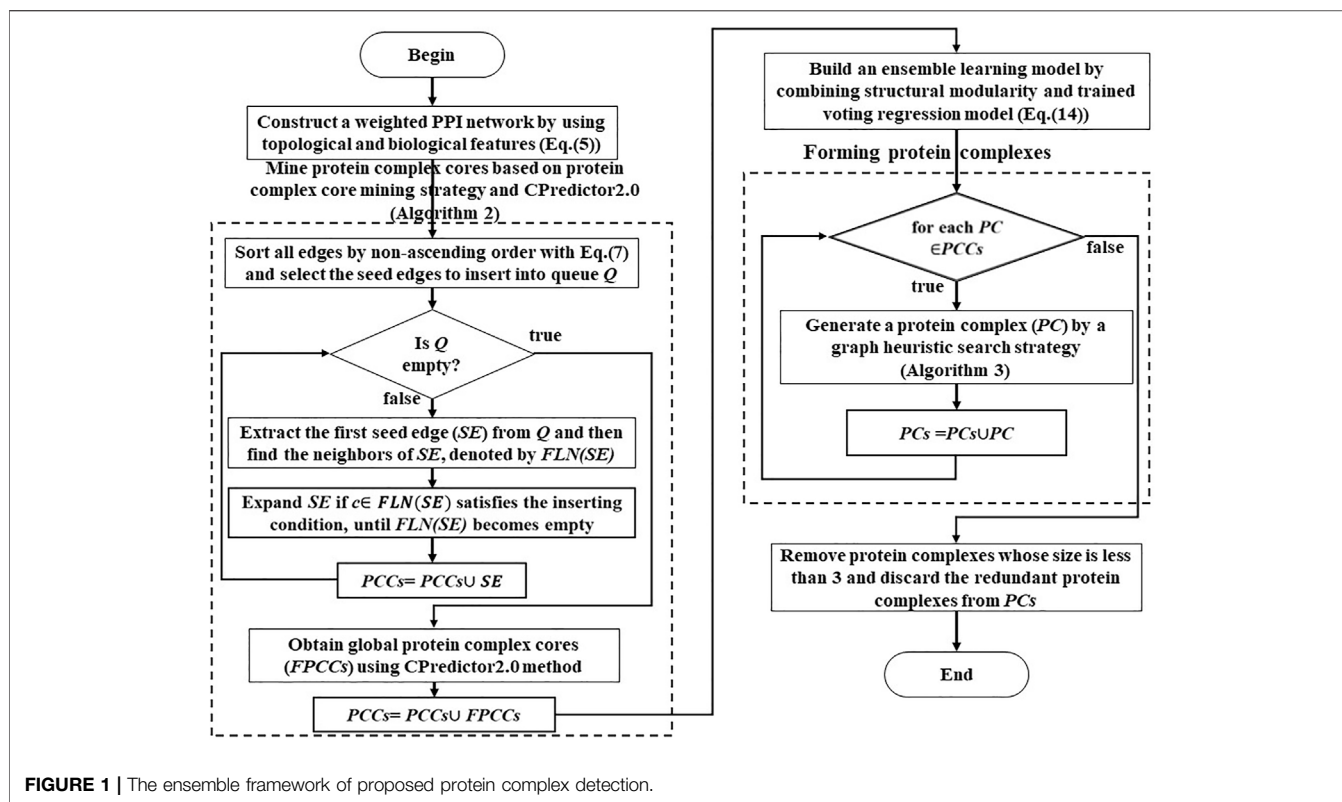 Begin
Construct a weighted PPI network by using
topological and biological features (Eq.(5))
Mine protein complex cores based on protein
complex core mining strategy and CPredictor2.0
(Algorithm 2)
Sort all edges by non-ascending order with Eq.(7)
and select the seed edges to insert into queue Q
Is Q
empty?
true
false
Extract the first seed edge (SE) from Q and then
find the neighbors of SE, denoted by FLN(SE)
Expand SE if c∈ FLN(SE) satisfies the inserting
condition, until FLN(SE) becomes empty
PCCs= PCCs∪ SE
Obtain global protein complex cores
(FPCCs) using CPredictor2.0 method
PCCs= PCCs∪ FPCCs
Build an ensemble learning model by
combining structural modularity and trained
voting regression model (Eq.(14))
Forming protein complexes
for each PC
∈PCCs
false
true
Generate a protein complex (PC) by a
graph heuristic search strategy
(Algorithm 3)
PCs =PCs∪PC
Remove protein complexes whose size is less
than 3 and discard the redundant protein
complexes from PCs
End
FIGURE 1 | The ensemble framework of proposed protein complex detection.